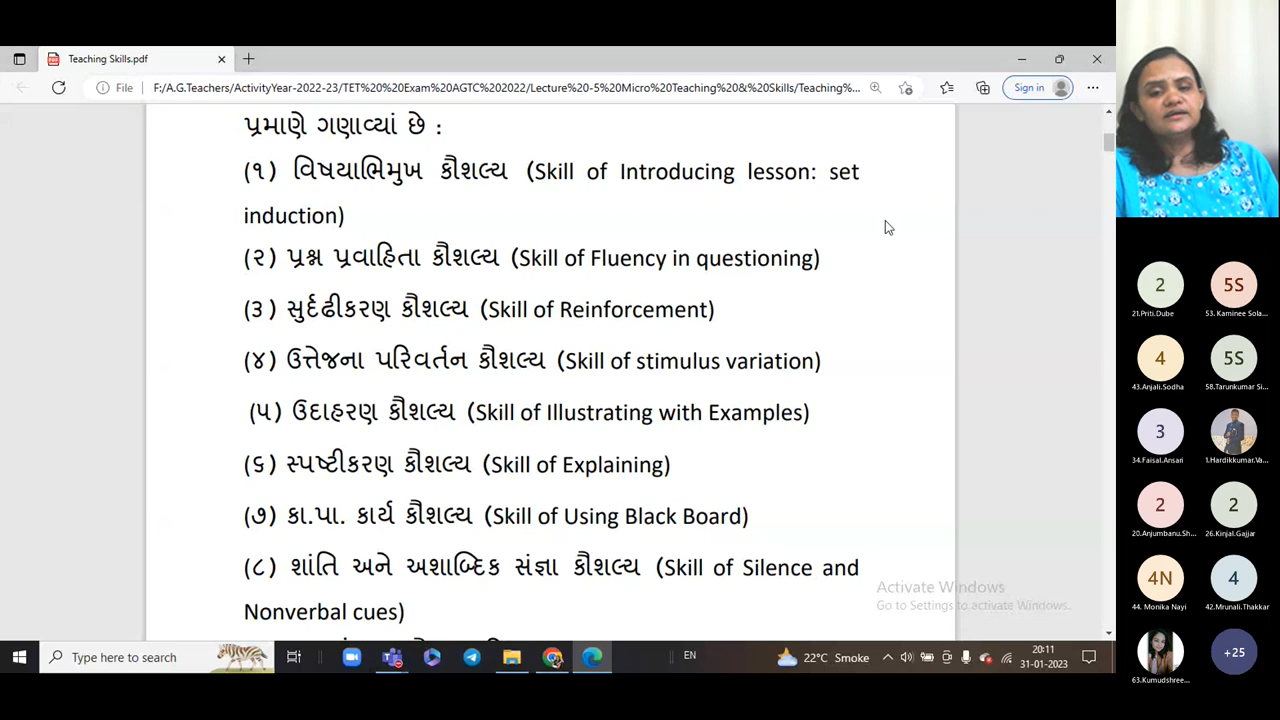 Teaching Skills.pdf
File
F:/A.G.Teachers/ActivityYear-2022-23/TET%20%20Exam%20AGTC%202022/Lecture%20-5%20Micro%20Teaching%20&%20Skills/Teaching%...
Sign in
પ્રમાણે ગણાવ્યાં છે :
(૧) વિષયાભિમુખ કૌશલ્ય (Skill of Introducing lesson: set
induction)
(૨) પ્રશ્ન પ્રવાહિતા કૌશલ્ય (Skill of Fluency in questioning)
(૩) સુર્દઢીકરણ કૌશલ્ય (Skill of Reinforcement)
(૪) ઉત્તેજના પરિવર્તન કૌશલ્ય (Skill of stimulus variation)
(૫) ઉદાહરણ કૌશલ્ય (Skill of Illustrating with Examples)
(૬) સ્પષ્ટીકરણ કૌશલ્ય (Skill of Explaining)
(૭) કા.પા. કાર્ય કૌશલ્ય (Skill of Using Black Board)
(૮) શાંતિ અને અશાબ્દિક સંજ્ઞા કૌશલ્ય (Skill of Silence and
Nonverbal cues)
Activate Windows
Go to Settings to activate Windows.
Type here to search
EN
22°C Smoke
20:11
31-01-2023
2
21.Priti.Dube
5S
53. Kaminee Sola...
4
43.Anjali.Sodha
5S
58.Tarunkumar Si...
3
34.Faisal.Ansari
1.Hardikkumar.Va...
2
20.Anjumbanu.Sh...
2
26.Kinjal.Gajjar
4N
44. Monika Nayi
4
42.Mrunali.Thakkar
63.Kumudshree...
+25